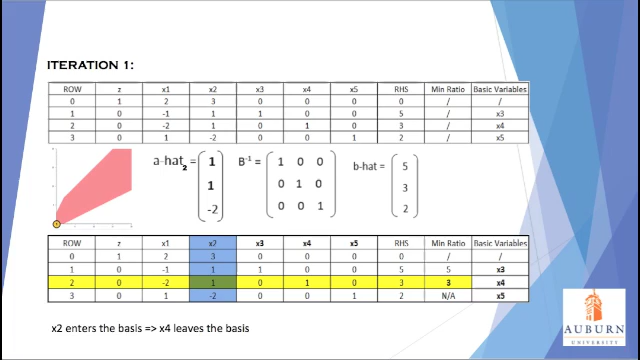 ITERATION 1:
ROW z x1 x2 x3 x4 x5 RHS Min Ratio Basic Variables
0 1 2 3 0 0 0 0 / /
1 0 -1 1 1 0 0 5 / x3
2 0 -2 1 0 1 0 3 / x4
3 0 1 -2 0 0 1 2 / x5
a-hat2 = 1 1 -2
B-1 = 1 0 0 0 1 0 0 0 1
b-hat = 5 3 2
ROW z x1 x2 x3 x4 x5 RHS Min Ratio Basic Variables
0 1 2 3 0 0 0 0 / /
1 0 -1 1 1 0 0 5 5 x3
2 0 -2 1 0 1 0 3 3 x4
3 0 1 -2 0 0 1 2 N/A x5
x2 enters the basis => x4 leaves the basis
AUBURN
UNIVERSITY